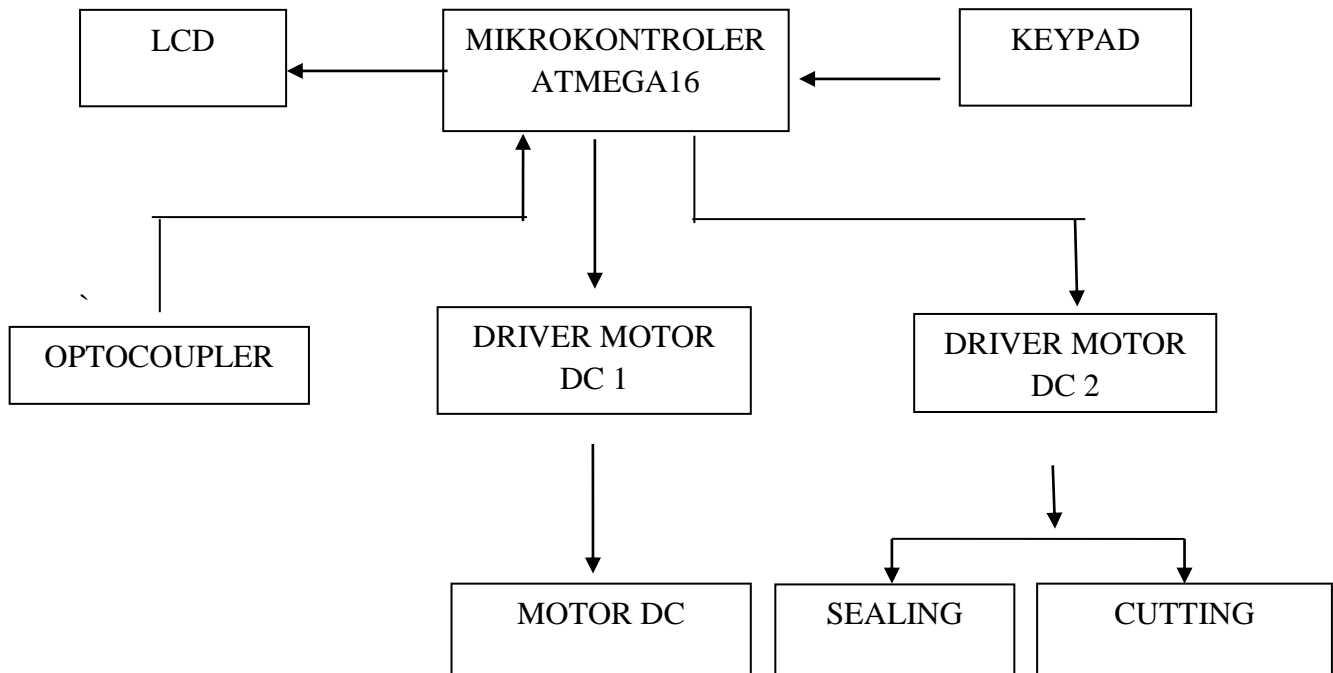 LCD
MIKROKONTROLER
ATMEGA16
KEYPAD
`
OPTOCOUPLER
DRIVER MOTOR
DC 1
DRIVER MOTOR
DC 2
MOTOR DC
SEALING
CUTTING